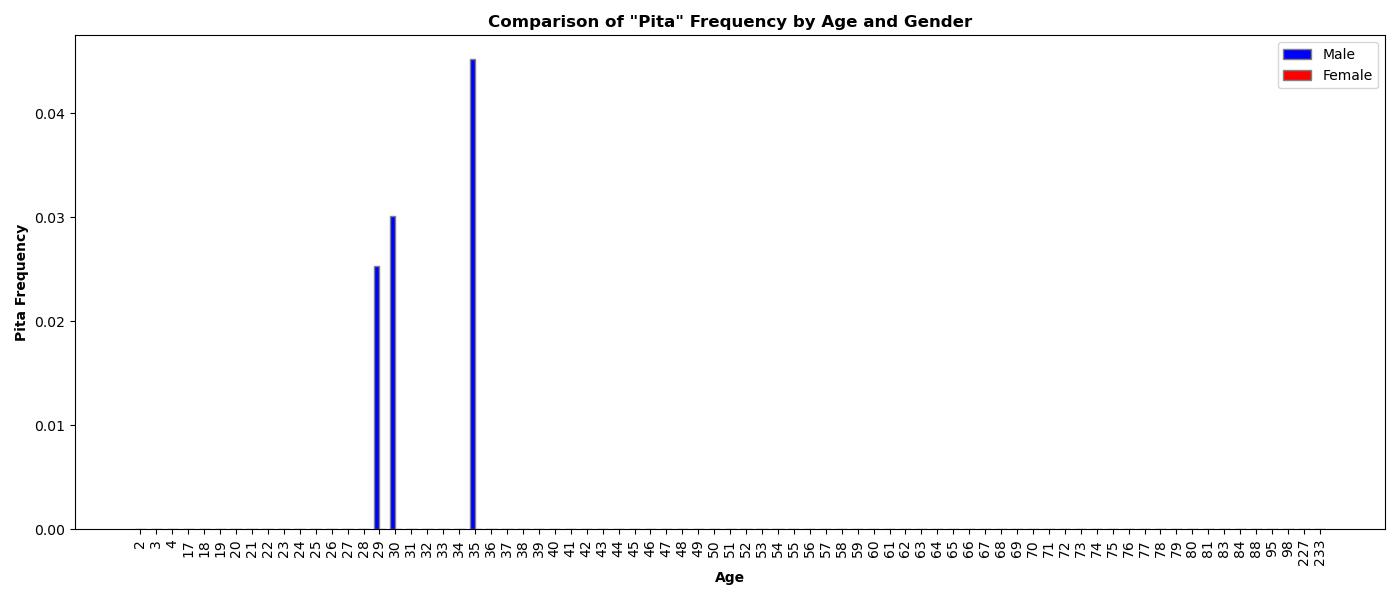 Comparison of "Pita" Frequency by Age and Gender
Male
Female
Pita Frequency
0.04
0.03
0.02
0.01
0.00
2 3 4 17 18 19 20 21 22 23 24 25 26 27 28 29 30 31 32 33 34 35 36 37 38 39 40 41 42 43 44 45 46 47 48 49 50 51 52 53 54 55 56 57 58 59 60 61 62 63 64 65 66 67 68 69 70 71 72 73 74 75 76 77 78 79 80 81 83 84 88 95 98 227 233
Age